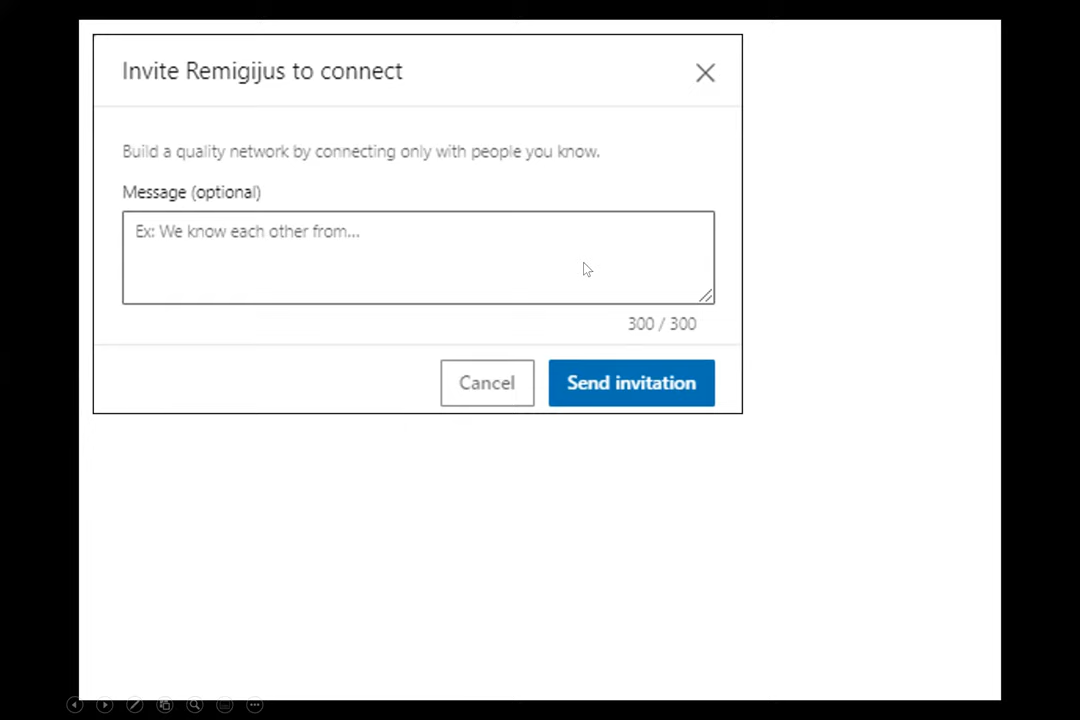 Invite Remigijus to connect
Build a quality network by connecting only with people you know.
Message (optional)
Ex: We know each other from...
300 / 300
Cancel
Send invitation